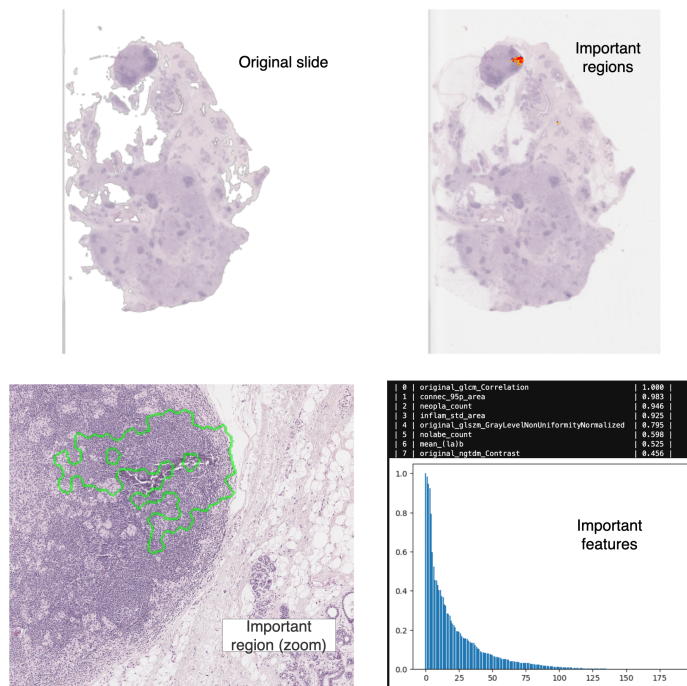 Original slide
Important
regions
Important
region (zoom)
| 0 | original_glcm_Correlation | 1.000 |
| 1 | connec_95p_area | 0.983 |
| 2 | neopla_count | 0.946 |
| 3 | inflam_std_area | 0.925 |
| 4 | original_glszm_GrayLevelNonUniformityNormalized | 0.795 |
| 5 | nolabe_count | 0.598 |
| 6 | mean_(la)b | 0.525 |
| 7 | original_ngtdm_Contrast | 0.456 |
Important
features
1.0
0.8
0.6
0.4
0.2
0.0
0 25 50 75 100 125 150 175